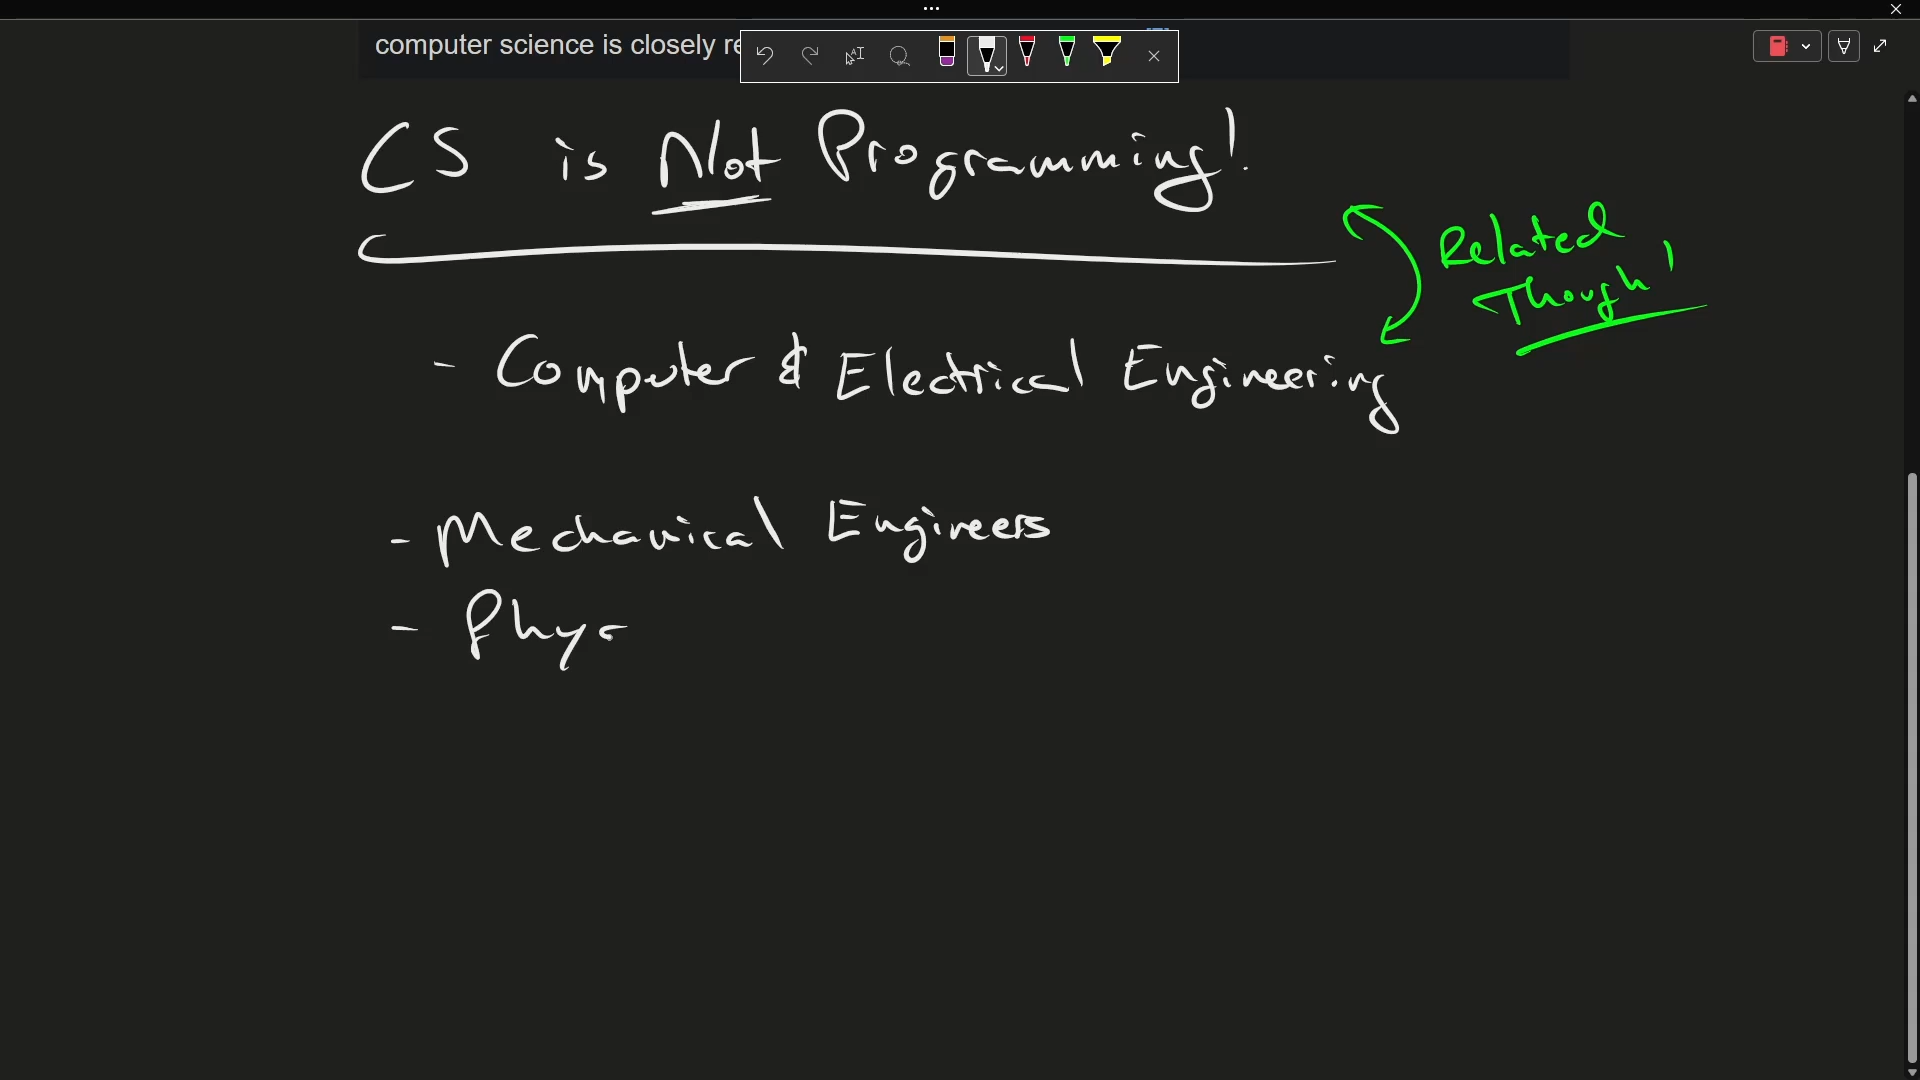 computer science is closely re
CS is Not Programming!
Related
Though!
- Computer & Electrical Engineering
- Mechanical Engineers
- Phys